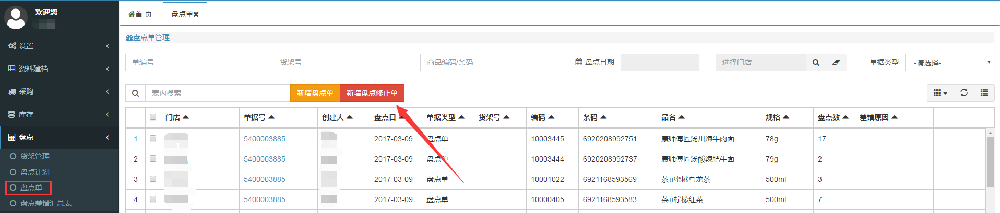 欢迎您
设置
资料建档
采购
库存
盘点
货架管理
盘点计划
盘点单
盘点差错汇总表
首 页 盘点单
盘点单管理
单编号 货架号 商品编码/条码 盘点日期 选择门店 单据类型 -请选择-
表内搜索 新增盘点单 新增盘点修正单
门店 单据号 创建人 盘点日 单据类型 货架号 编码 条码 品名 规格 盘点数 差错原因
1 5400003885 2017-03-09 盘点单 10003445 6920208992751 康师傅匠汤川辣牛肉面 78g 17
2 5400003885 2017-03-09 盘点单 10003444 6920208992737 康师傅匠汤酸辣肥牛面 79g 2
3 5400003885 2017-03-09 盘点单 10001022 6921168593569 茶π蜜桃乌龙茶 500ml 3
4 5400003885 2017-03-09 盘点单 10000405 6921168593583 茶π柠檬红茶 500ml 7